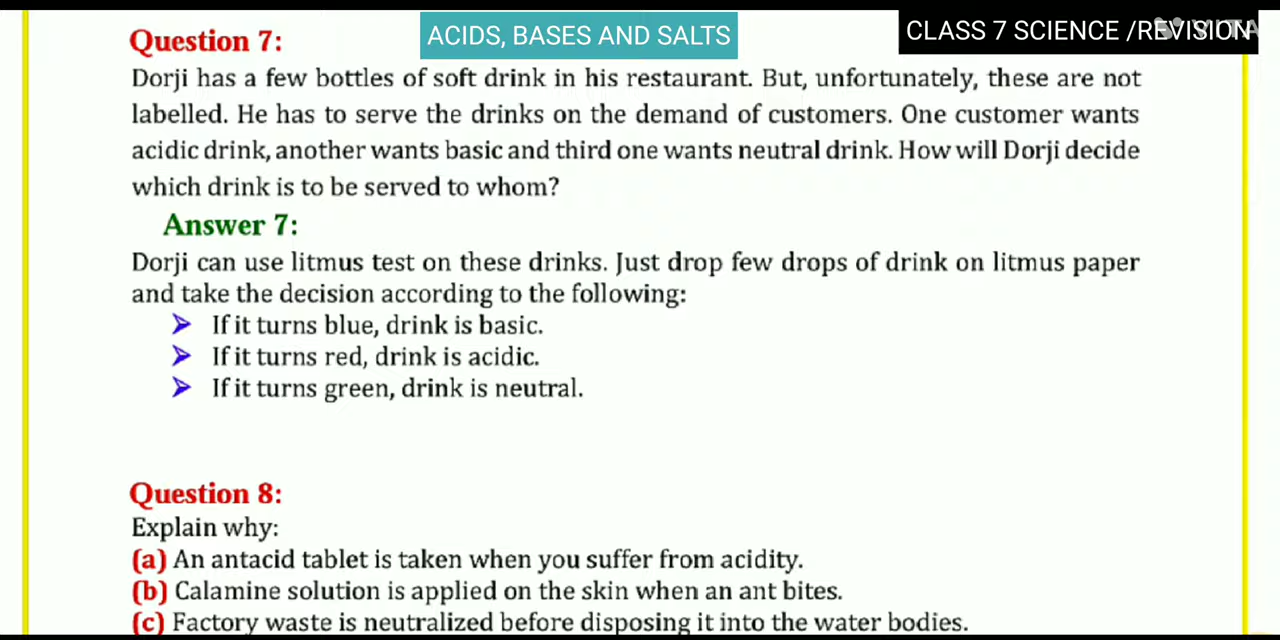 ACIDS, BASES AND SALTS
CLASS 7 SCIENCE /REVISION
Question 7:
Dorji has a few bottles of soft drink in his restaurant. But, unfortunately, these are not
labelled. He has to serve the drinks on the demand of customers. One customer wants
acidic drink, another wants basic and third one wants neutral drink. How will Dorji decide
which drink is to be served to whom?
Answer 7:
Dorji can use litmus test on these drinks. Just drop few drops of drink on litmus paper
and take the decision according to the following:
➤ If it turns blue, drink is basic.
➤ If it turns red, drink is acidic.
➤ If it turns green, drink is neutral.
Question 8:
Explain why:
(a) An antacid tablet is taken when you suffer from acidity.
(b) Calamine solution is applied on the skin when an ant bites.
(c) Factory waste is neutralized before disposing it into the water bodies.